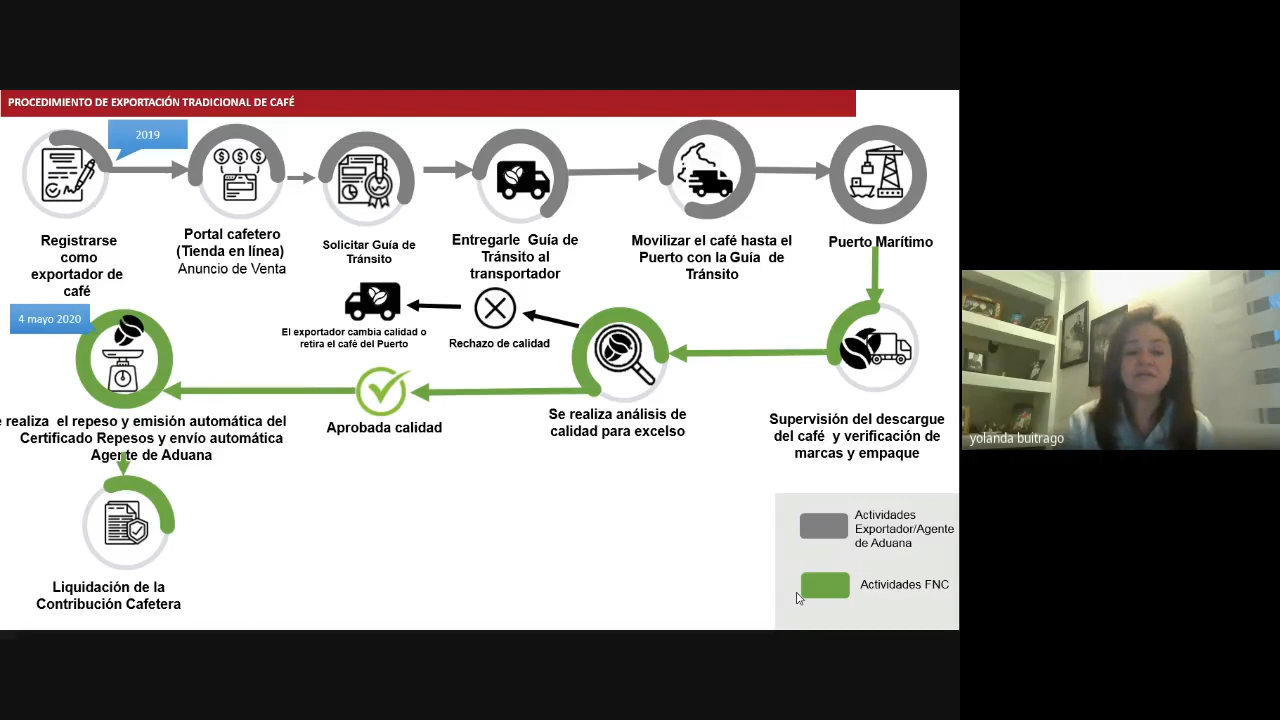 PROCEDIMIENTO DE EXPORTACIÓN TRADICIONAL DE CAFÉ
2019
Registrarse
como
exportador de
café
Portal cafetero
(Tienda en línea)
Anuncio de Venta
Solicitar Guía de
Tránsito
Entregarle Guía de
Tránsito al
transportador
Movilizar el café hasta el
Puerto con la Guía de
Tránsito
Puerto Marítimo
4 mayo 2020
El exportador cambia calidad o
retira el café del Puerto
Rechazo de calidad
e realiza el repeso y emisión automática del
Certificado Repesos y envío automática
Agente de Aduana
Aprobada calidad
Se realiza análisis de
calidad para excelso
Supervisión del descargue
del café y verificación de
marcas y empaque
yolanda buitrago
Liquidación de la
Contribución Cafetera
Actividades
Exportador/Agente
de Aduana
Actividades FNC